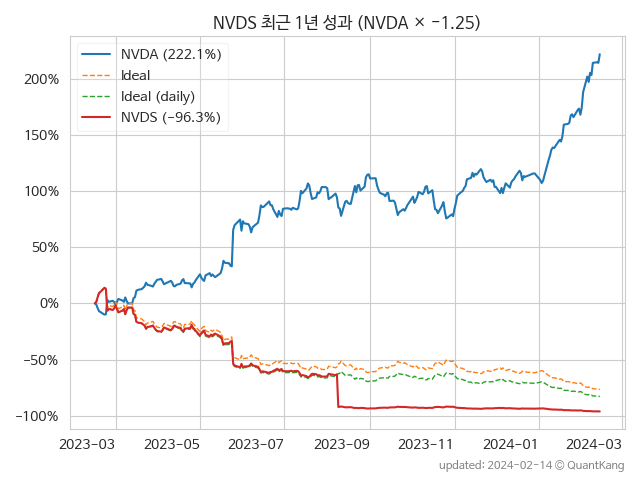 NVDS 최근 1년 성과 (NVDA × −1.25)
NVDA (222.1%)
Ideal
Ideal (daily)
NVDS (−96.3%)
200%
150%
100%
50%
0%
−50%
−100%
2023-03 2023-05 2023-07 2023-09 2023-11 2024-01 2024-03
updated: 2024-02-14 © QuantKang